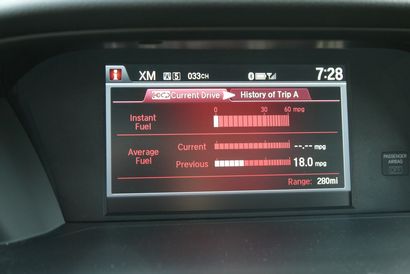 i XM A S 033CH 7:28
Current Drive History of Trip A
0 30 60 mpg
Instant
Fuel
Average
Fuel
Current --.-- mpg
Previous 18.0 mpg
Range: 280mi
PASSENGER
AIRBAG